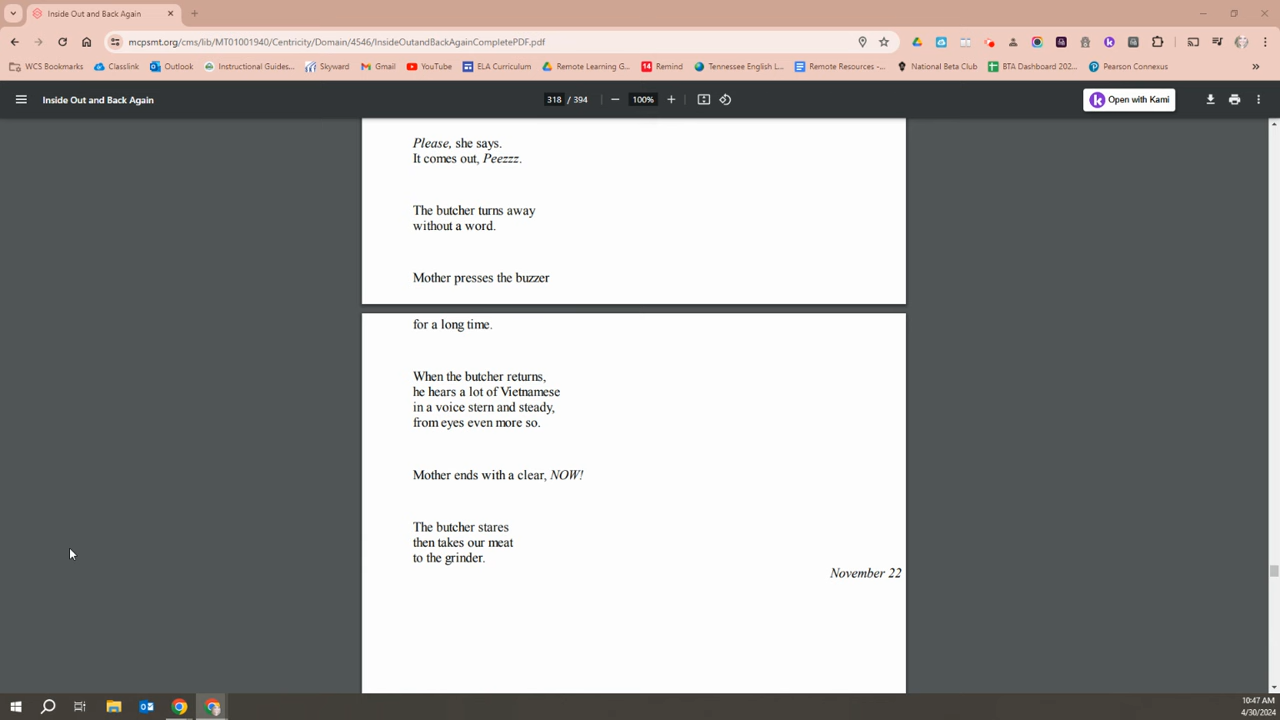 Inside Out and Back Again
mcpsmt.org/cms/lib/MT01001940/Centricity/Domain/4546/InsideOutandBackAgainCompletePDF.pdf
WCS Bookmarks
Classlink
Outlook
Instructional Guides...
Skyward
Gmail
YouTube
ELA Curriculum
Remote Learning G...
Remind
Tennessee English L...
Remote Resources -...
National Beta Club
BTA Dashboard 202...
Pearson Connexus
»
Inside Out and Back Again
318 / 394
100%
Open with Kami
Please, she says.
It comes out, Peezzz.
The butcher turns away
without a word.
Mother presses the buzzer
for a long time.
When the butcher returns,
he hears a lot of Vietnamese
in a voice stern and steady,
from eyes even more so.
Mother ends with a clear, NOW!
The butcher stares
then takes our meat
to the grinder.
November 22
10:47 AM
4/30/2024